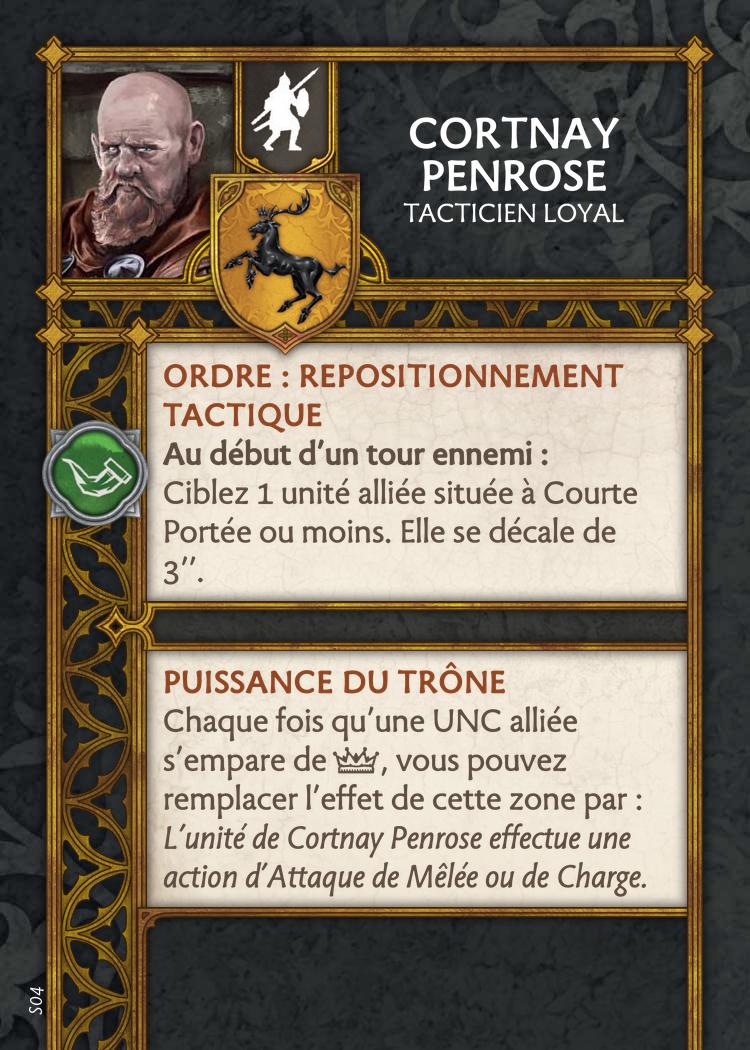 CORTNAY
PENROSE
TACTICIEN LOYAL
ORDRE : REPOSITIONNEMENT
TACTIQUE
Au début d’un tour ennemi :
Ciblez 1 unité alliée située à Courte
Portée ou moins. Elle se décale de
3’’.
PUISSANCE DU TRÔNE
Chaque fois qu’une UNC alliée
s’empare de , vous pouvez
remplacer l’effet de cette zone par :
L’unité de Cortnay Penrose effectue une
action d’Attaque de Mêlée ou de Charge.
S04